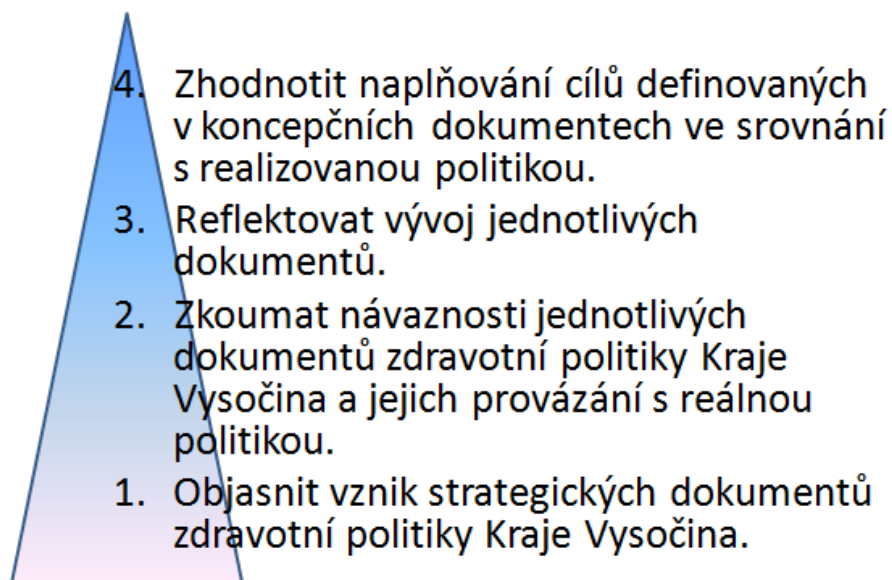 4. Zhodnotit naplňování cílů definovaných
v koncepčních dokumentech ve srovnání
s realizovanou politikou.
3. Reflektovat vývoj jednotlivých
dokumentů.
2. Zkoumat návaznosti jednotlivých
dokumentů zdravotní politiky Kraje
Vysočina a jejich provázání s reálnou
politikou.
1. Objasnit vznik strategických dokumentů
zdravotní politiky Kraje Vysočina.